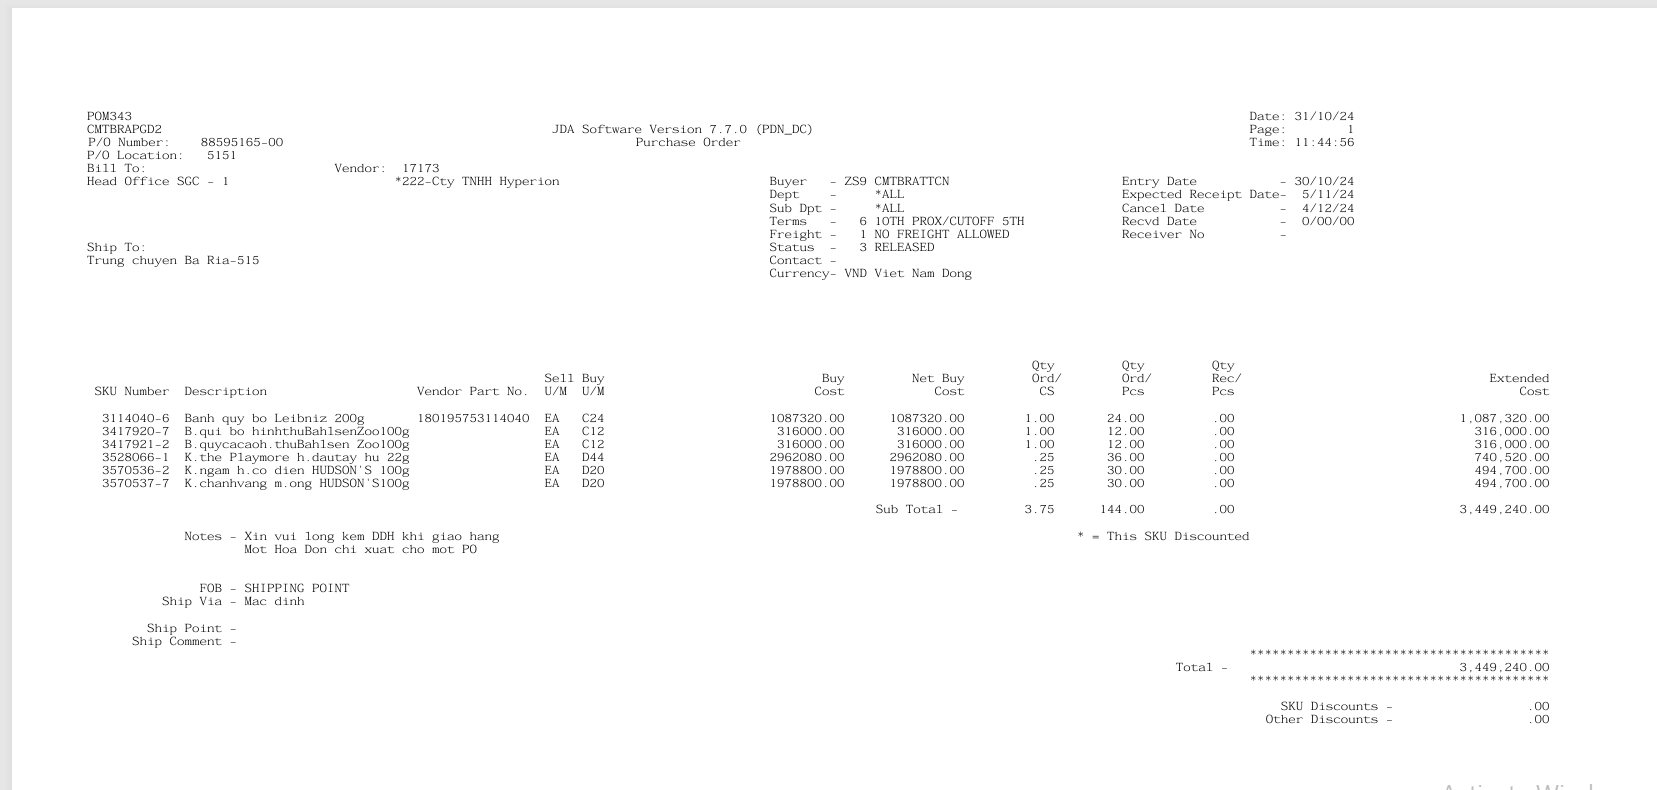 POM343 Date: 31/10/24
CMTBRAPGD2 JDA Software Version 7.7.0 (PDN_DC) Page: 1
P/O Number: 88595165-00 Purchase Order Time: 11:44:56
P/O Location: 5151
Bill To: Vendor: 17173
Head Office SGC - 1 *222-Cty TNHH Hyperion Buyer - ZS9 CMTBRATTCN Entry Date - 30/10/24
Dept - *ALL Expected Receipt Date- 5/11/24
Sub Dpt - *ALL Cancel Date - 4/12/24
Terms - 6 10TH PROX/CUTOFF 5TH Recvd Date - 0/00/00
Freight - 1 NO FREIGHT ALLOWED Receiver No -
Ship To: Status - 3 RELEASED
Trung chuyen Ba Ria-515 Contact -
Currency- VND Viet Nam Dong
Qty Qty Qty
Sell Buy Buy Net Buy Ord/ Ord/ Rec/ Extended
SKU Number Description Vendor Part No. U/M U/M Cost Cost CS Pcs Pcs Cost
3114040-6 Banh quy bo Leibniz 200g 180195753114040 EA C24 1087320.00 1087320.00 1.00 24.00 .00 1,087,320.00
3417920-7 B.qui bo hinhthuBahlsenZoo100g EA C12 316000.00 316000.00 1.00 12.00 .00 316,000.00
3417921-2 B.quycacaoh.thuBahlsen Zoo100g EA C12 316000.00 316000.00 1.00 12.00 .00 316,000.00
3528066-1 K.the Playmore h.dautay hu 22g EA D44 2962080.00 2962080.00 .25 36.00 .00 740,520.00
3570536-2 K.ngam h.co dien HUDSON'S 100g EA D20 1978800.00 1978800.00 .25 30.00 .00 494,700.00
3570537-7 K.chanhvang m.ong HUDSON'S100g EA D20 1978800.00 1978800.00 .25 30.00 .00 494,700.00
Sub Total - 3.75 144.00 .00 3,449,240.00
Notes - Xin vui long kem DDH khi giao hang * = This SKU Discounted
Mot Hoa Don chi xuat cho mot PO
FOB - SHIPPING POINT
Ship Via - Mac dinh
Ship Point -
Ship Comment -
****************************************
Total - 3,449,240.00
****************************************
SKU Discounts - .00
Other Discounts - .00